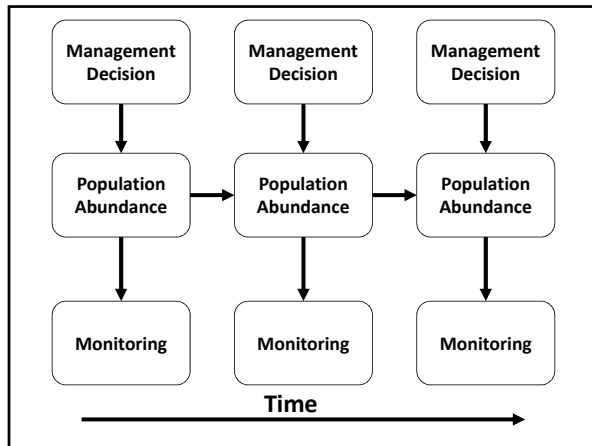 Management
Decision
Management
Decision
Management
Decision
Population
Abundance
Population
Abundance
Population
Abundance
Monitoring
Monitoring
Monitoring
Time